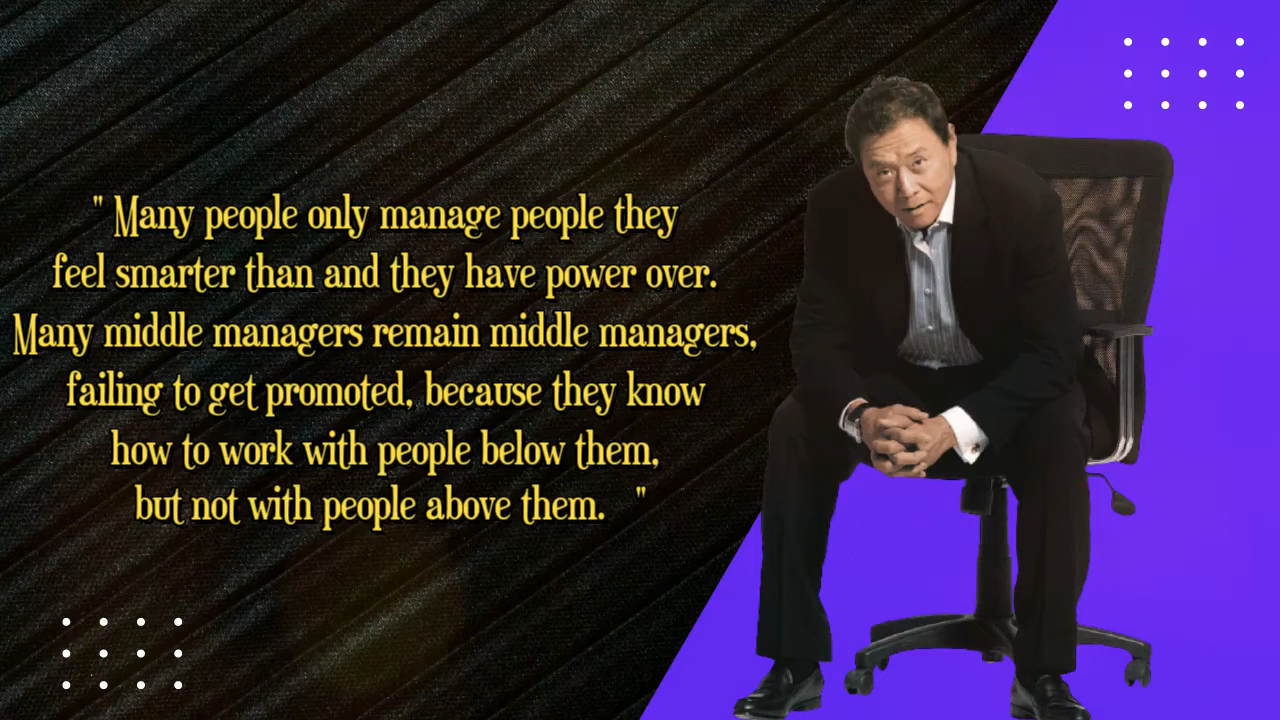 " Many people only manage people they
feel smarter than and they have power over.
Many middle managers remain middle managers,
failing to get promoted, because they know
how to work with people below them,
but not with people above them. "